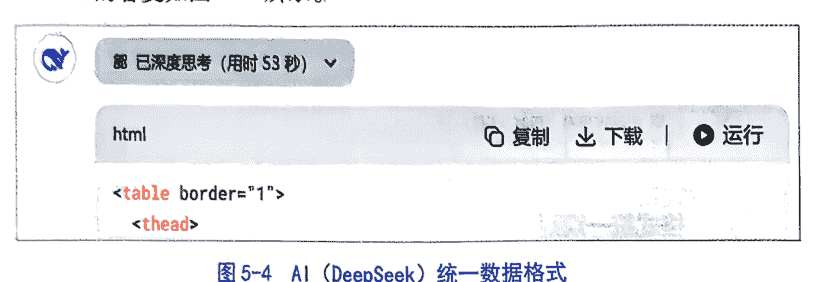 已深度思考（用时 53 秒）
html
复制 下载 | 运行
<table border="1">
<thead>
图 5-4 AI（DeepSeek）统一数据格式